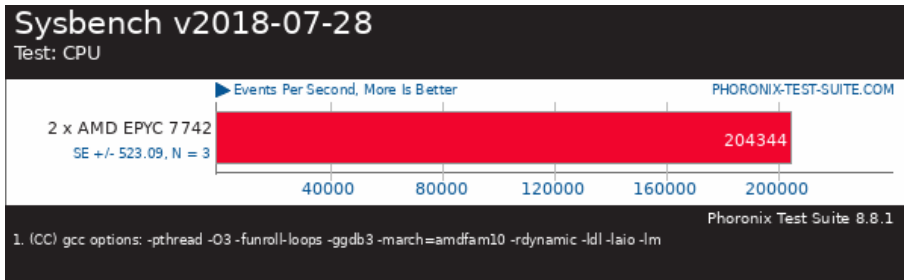 Sysbench v2018-07-28
Test: CPU
▶ Events Per Second, More Is Better PHORONIX-TEST-SUITE.COM
2 x AMD EPYC 7742
204344
SE +/- 523.09, N = 3
40000 80000 120000 160000 200000
Phoronix Test Suite 8.8.1
1. (CC) gcc options: -pthread -O3 -funroll-loops -ggdb3 -march=amdfam10 -rdynamic -ldl -laio -lm